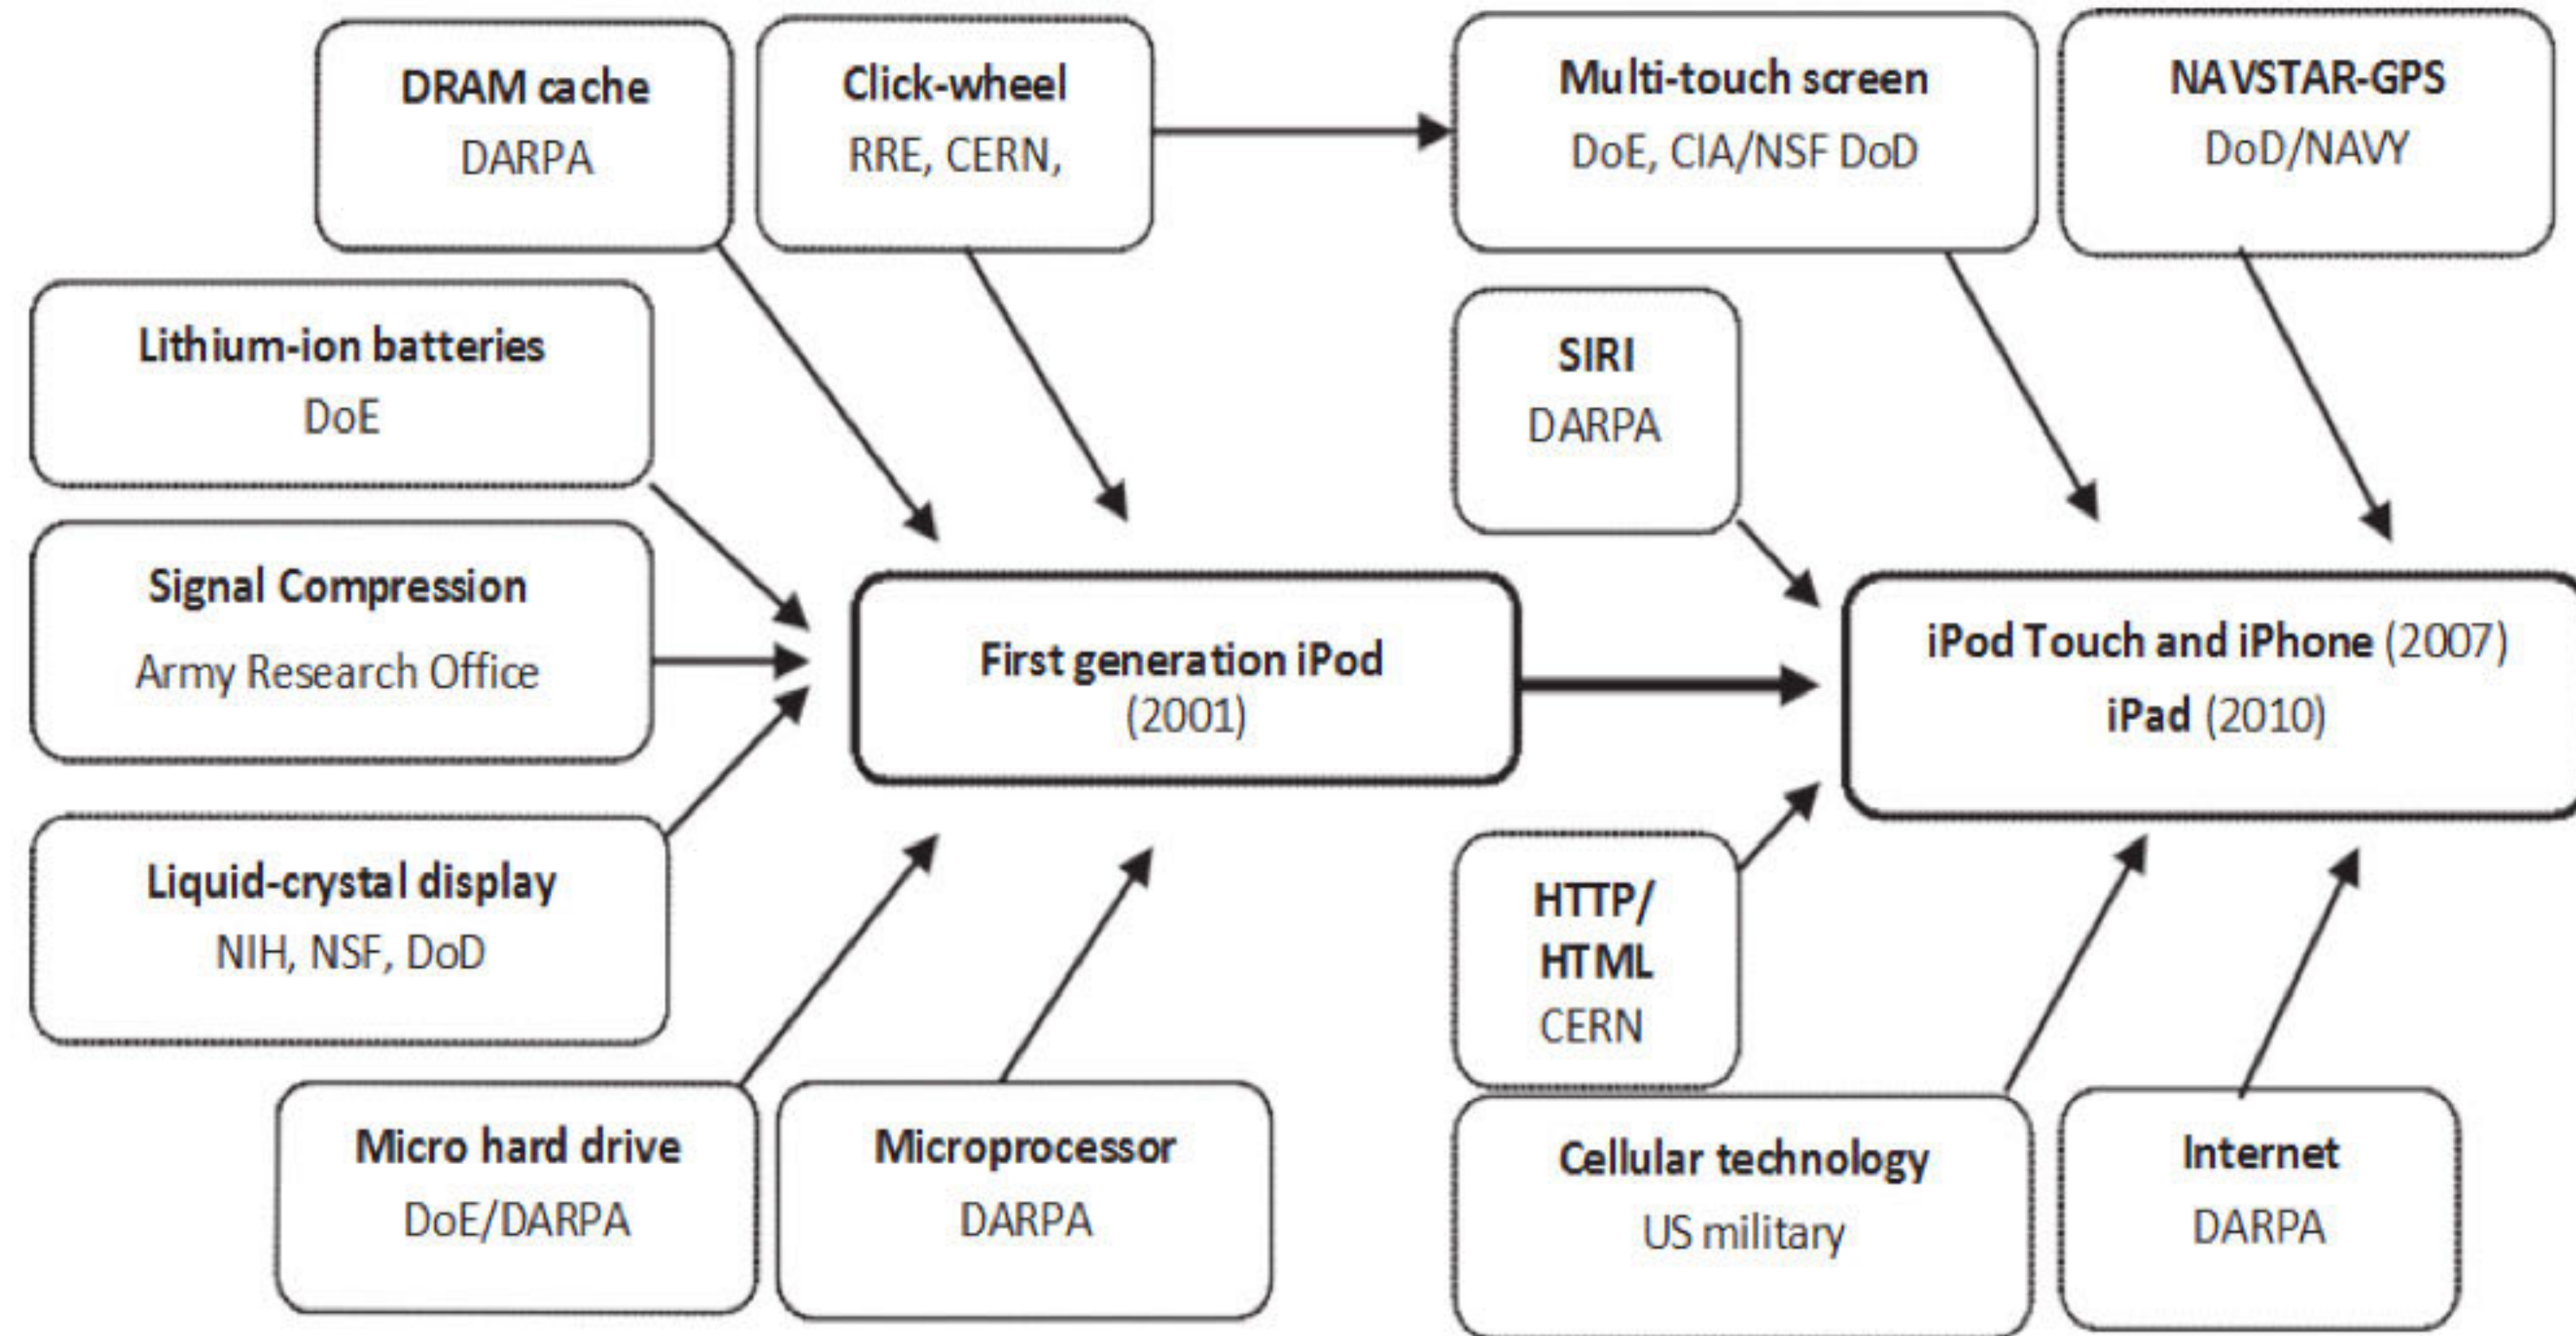 DRAM cache
DARPA
Click-wheel
RRE, CERN,
Multi-touch screen
DoE, CIA/NSF DoD
NAVSTAR-GPS
DoD/NAVY
Lithium-ion batteries
DoE
SIRI
DARPA
Signal Compression
Army Research Office
First generation iPod
(2001)
iPod Touch and iPhone (2007)
iPad (2010)
Liquid-crystal display
NIH, NSF, DoD
HTTP/
HTML
CERN
Micro hard drive
DoE/DARPA
Microprocessor
DARPA
Cellular technology
US military
Internet
DARPA